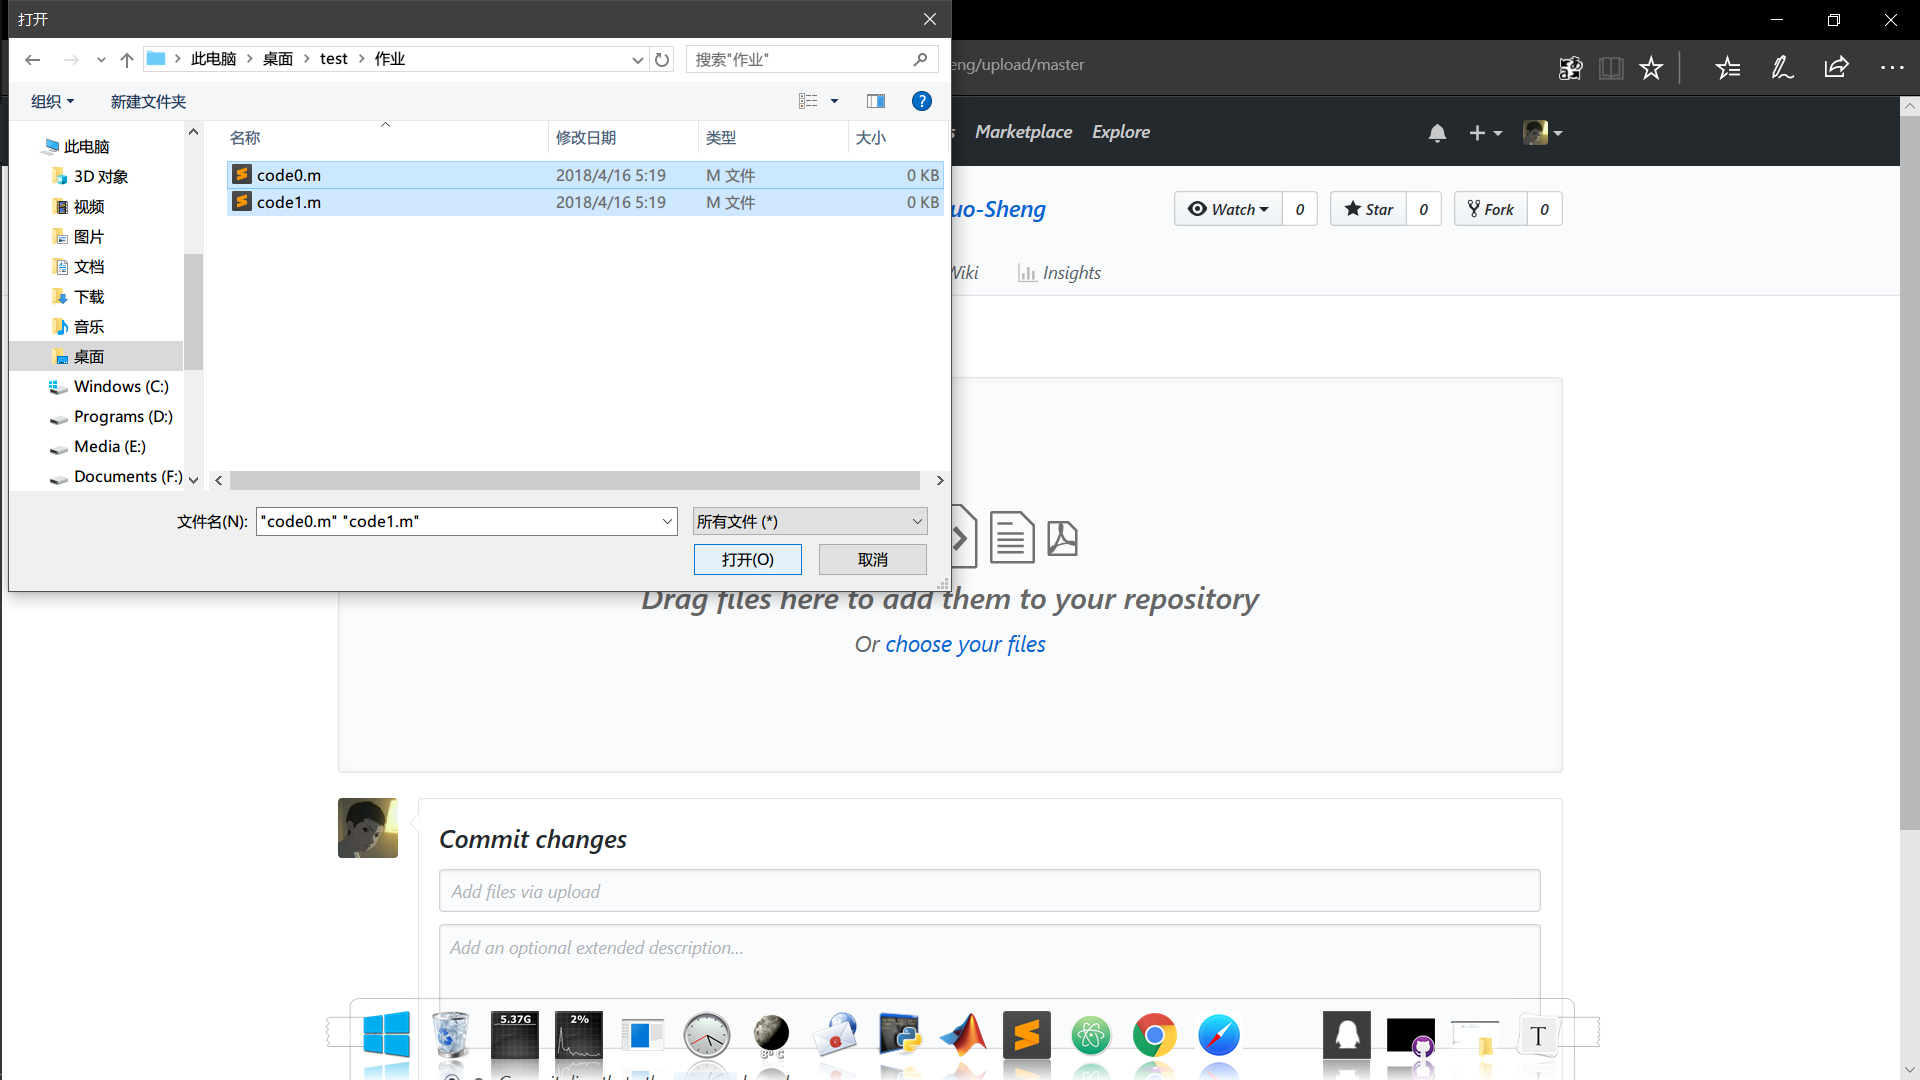 打开
此电脑 桌面 test 作业
搜索"作业"
eng/upload/master
组织 新建文件夹
名称 修改日期 类型 大小
此电脑
3D 对象
视频
图片
文档
下载
音乐
桌面
Windows (C:)
Programs (D:)
Media (E:)
Documents (F:)
code0.m 2018/4/16 5:19 M 文件 0 KB
code1.m 2018/4/16 5:19 M 文件 0 KB
文件名(N): "code0.m" "code1.m" 所有文件 (*)
打开(O) 取消
s Marketplace Explore
uo-Sheng
Watch 0 Star 0 Fork 0
Wiki Insights
Drag files here to add them to your repository
Or choose your files
Commit changes
Add files via upload
Add an optional extended description...
5.37G 2%
8°C
T